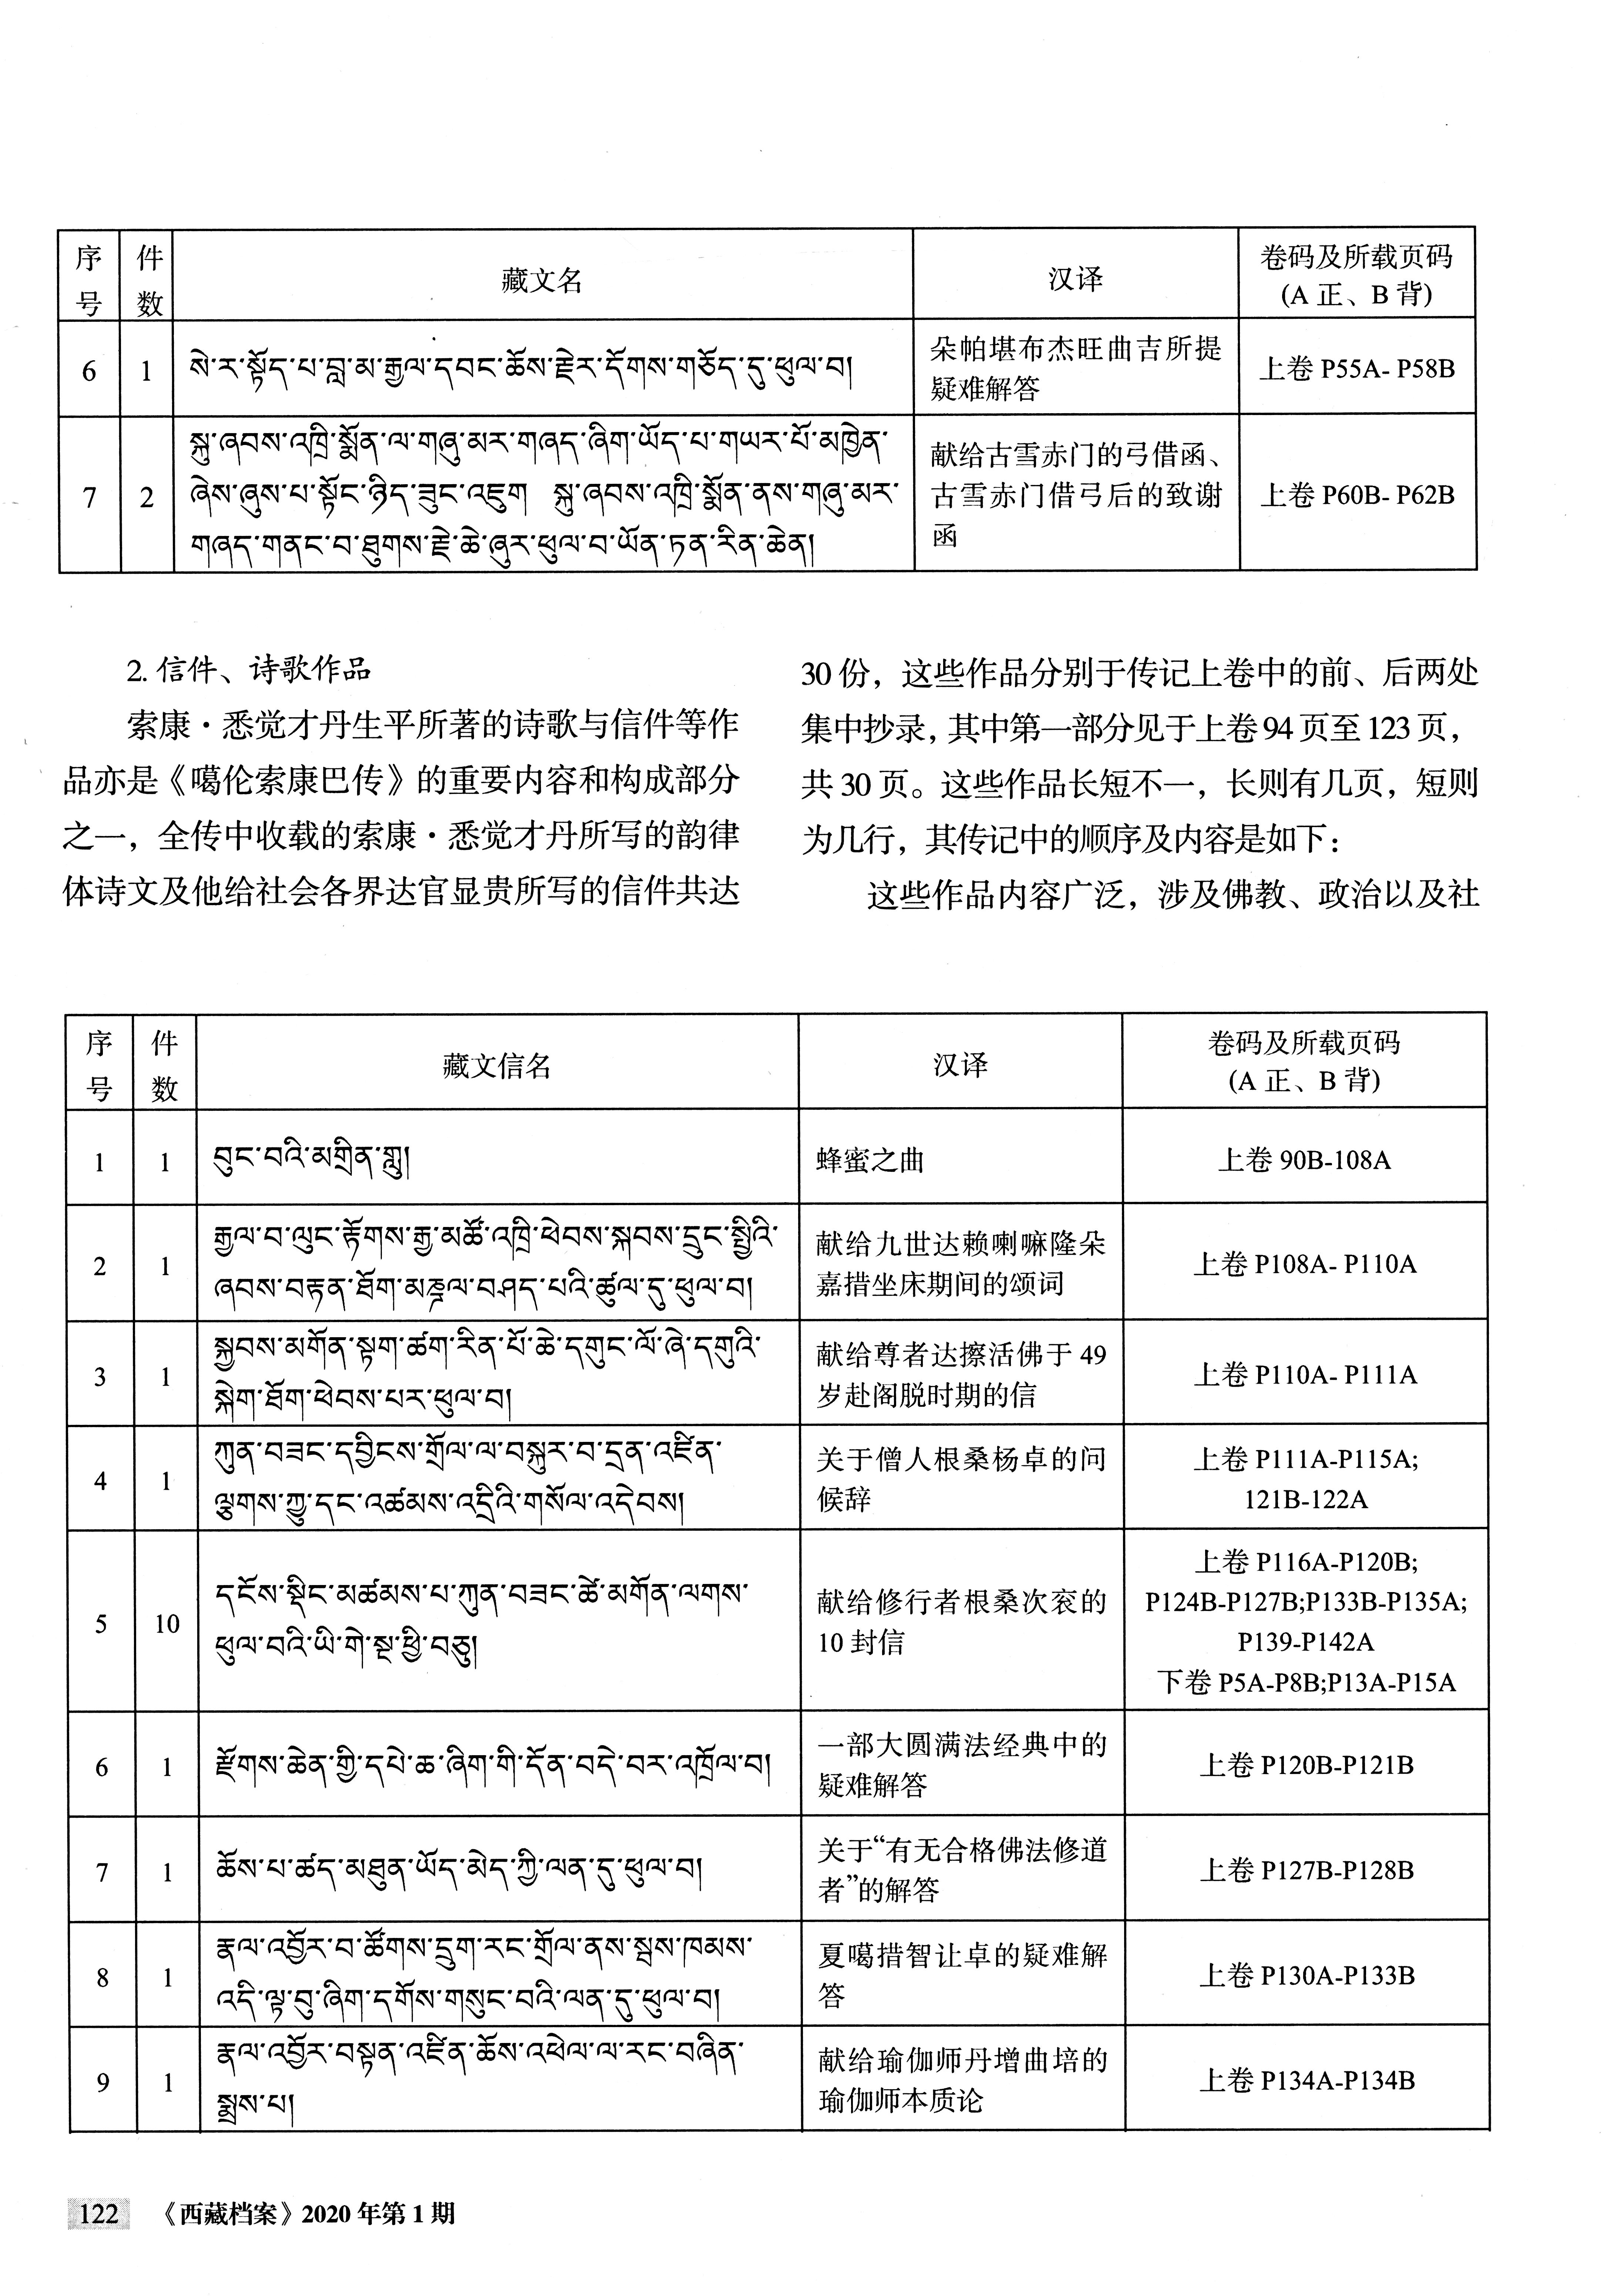 序号
件数
藏文名
汉译
卷码及所载页码
(A 正、B 背)
6
1
སེ་ར་སྟོད་པ་བླ་མ་རྒྱལ་དབང་ཆོས་རྗེར་དོགས་གཅོད་དུ་ཕུལ་བ།
朵帕堪布杰旺曲吉所提
疑难解答
上卷 P55A- P58B
7
2
སྐུ་ཞབས་འཁྲི་སྨོན་ལ་གཞུ་མར་གཞད་ཞིག་ཡོད་པ་གཡར་པོ་མཁྱེན་
ཞེས་ཞུས་པ་སྟོང་ཉིད་ཟུང་འཇུག སྐུ་ཞབས་འཁྲི་སྨོན་ནས་གཞུ་མར་
གཞད་གནང་བ་ཐུགས་རྗེ་ཆེ་ཞུར་ཕུལ་བ་ཡོན་ཏན་རིན་ཆེན།
献给古雪赤门的弓借函、
古雪赤门借弓后的致谢
函
上卷 P60B- P62B
2. 信件、诗歌作品
索康·悉觉才丹生平所著的诗歌与信件等作
品亦是《噶伦索康巴传》的重要内容和构成部分
之一，全传中收载的索康·悉觉才丹所写的韵律
体诗文及他给社会各界达官显贵所写的信件共达
30 份，这些作品分别于传记上卷中的前、后两处
集中抄录，其中第一部分见于上卷 94 页至 123 页，
共 30 页。这些作品长短不一，长则有几页，短则
为几行，其传记中的顺序及内容是如下：
这些作品内容广泛，涉及佛教、政治以及社
序号
件数
藏文信名
汉译
卷码及所载页码
(A 正、B 背)
1
1
བུང་བའི་མགྲིན་གླུ།
蜂蜜之曲
上卷 90B-108A
2
1
རྒྱལ་བ་ལུང་རྟོགས་རྒྱ་མཚོ་འཁྲི་ཕེབས་སྐབས་དྲུང་སྤྱིའི་
ཞབས་བརྟན་ཐོག་མཎྜལ་བཤད་པའི་ཚུལ་དུ་ཕུལ་བ།
献给九世达赖喇嘛隆朵
嘉措坐床期间的颂词
上卷 P108A- P110A
3
1
སྐྱབས་མགོན་སྟག་ཚག་རིན་པོ་ཆེ་དགུང་ལོ་ཞེ་དགུའི་
སྐེག་ཐོག་ཕེབས་པར་ཕུལ་བ།
献给尊者达擦活佛于 49
岁赴阁脱时期的信
上卷 P110A- P111A
4
1
ཀུན་བཟང་དབྱིངས་གྲོལ་ལ་བསྐུར་བ་དྲན་འཛིན་
ལྕགས་ཀྱུ་དང་འཚམས་འདྲིའི་གསོལ་འདེབས།
关于僧人根桑杨卓的问
候辞
上卷 P111A-P115A;
121B-122A
5
10
དངོས་སྡིང་མཚམས་པ་ཀུན་བཟང་ཚེ་མགོན་ལགས་
ཕུལ་བའི་ཡི་གེ་སྔ་ཕྱི་བཅུ།
献给修行者根桑次衮的
10 封信
上卷 P116A-P120B;
P124B-P127B;P133B-P135A;
P139-P142A
下卷 P5A-P8B;P13A-P15A
6
1
རྫོགས་ཆེན་གྱི་དཔེ་ཆ་ཞིག་གི་དོན་བདེ་བར་འཁྲོལ་བ།
一部大圆满法经典中的
疑难解答
上卷 P120B-P121B
7
1
ཆོས་པ་ཚད་མཐུན་ཡོད་མེད་ཀྱི་ལན་དུ་ཕུལ་བ།
关于“有无合格佛法修道
者”的解答
上卷 P127B-P128B
8
1
རྣལ་འབྱོར་བ་ཚོགས་དྲུག་རང་གྲོལ་ནས་སྦས་ཁམས་
འདི་ལྟ་བུ་ཞིག་དགོས་གསུང་བའི་ལན་དུ་ཕུལ་བ།
夏噶措智让卓的疑难解
答
上卷 P130A-P133B
9
1
རྣལ་འབྱོར་བསྟན་འཛིན་ཆོས་འཕེལ་ལ་རང་བཞིན་
སྨྲས་པ།
献给瑜伽师丹增曲培的
瑜伽师本质论
上卷 P134A-P134B
122 《西藏档案》2020 年第 1 期